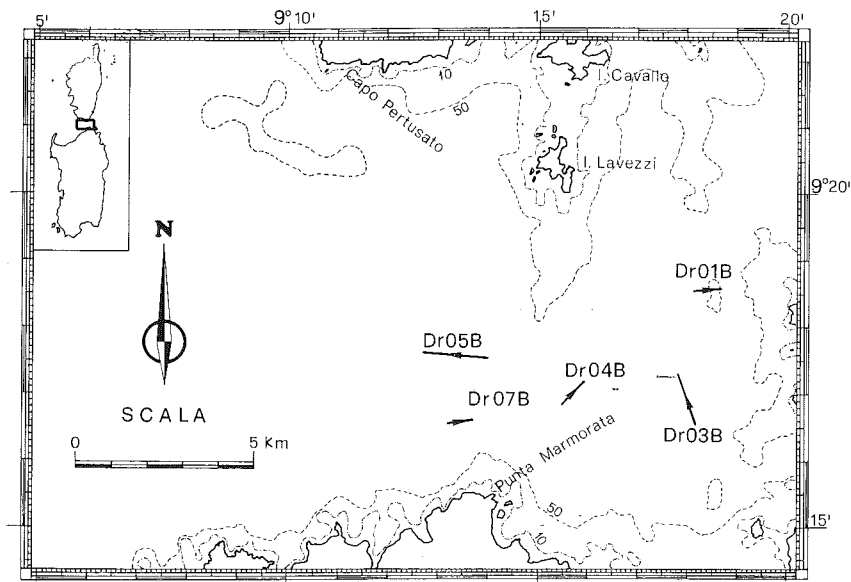 5'
9°10'
15'
20'
10
I. Cavallo
Capo Pertusato
50
I. Lavezzi
9°20'
N
Dr01B
Dr05B
Dr04B
Dr07B
SCALA
0
5 Km
Dr03B
Punta Marmorata
50
10
15'